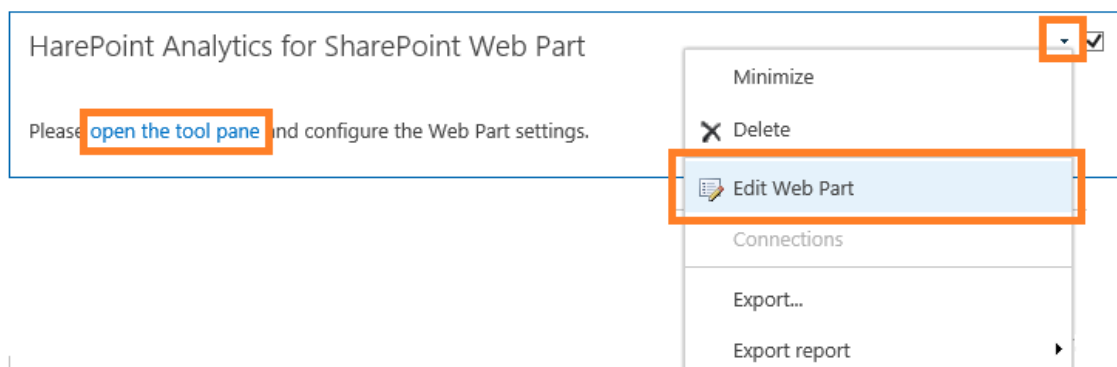 HarePoint Analytics for SharePoint Web Part
Please open the tool pane and configure the Web Part settings.
Minimize
Delete
Edit Web Part
Connections
Export...
Export report